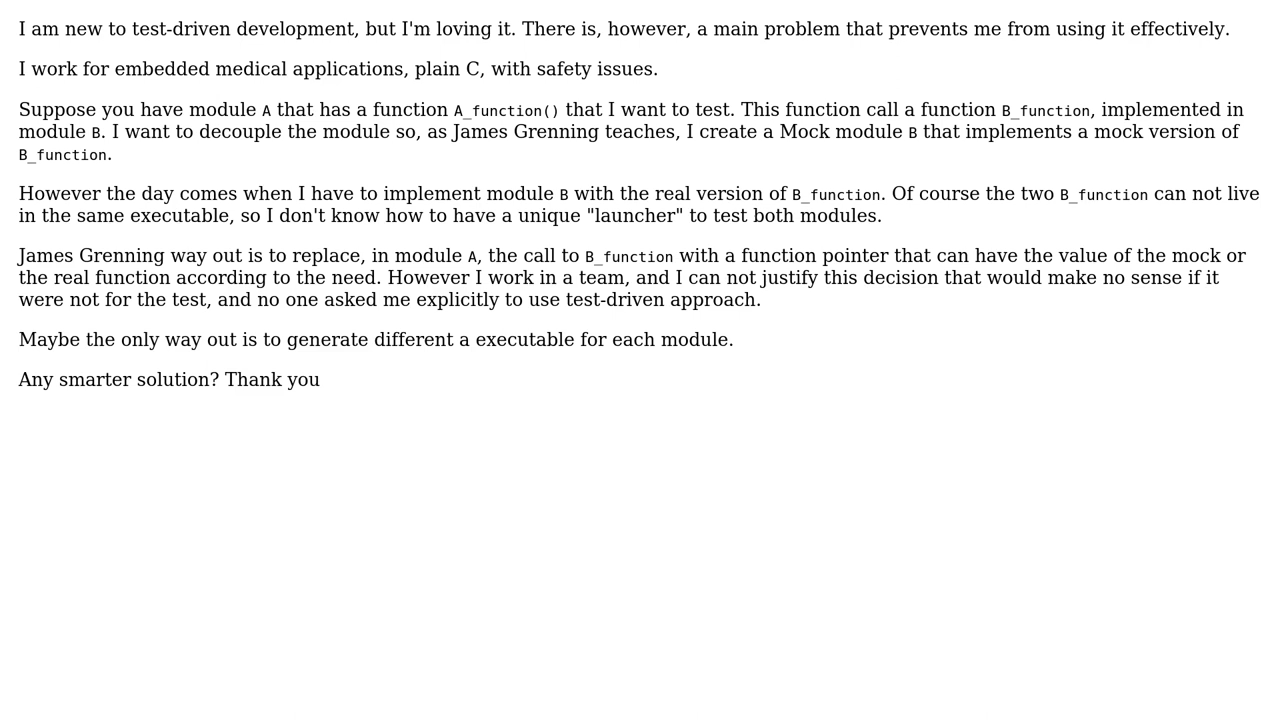 I am new to test-driven development, but I'm loving it. There is, however, a main problem that prevents me from using it effectively.
I work for embedded medical applications, plain C, with safety issues.
Suppose you have module A that has a function A_function() that I want to test. This function call a function B_function, implemented in
module B. I want to decouple the module so, as James Grenning teaches, I create a Mock module B that implements a mock version of
B_function.
However the day comes when I have to implement module B with the real version of B_function. Of course the two B_function can not live
in the same executable, so I don't know how to have a unique "launcher" to test both modules.
James Grenning way out is to replace, in module A, the call to B_function with a function pointer that can have the value of the mock or
the real function according to the need. However I work in a team, and I can not justify this decision that would make no sense if it
were not for the test, and no one asked me explicitly to use test-driven approach.
Maybe the only way out is to generate different a executable for each module.
Any smarter solution? Thank you